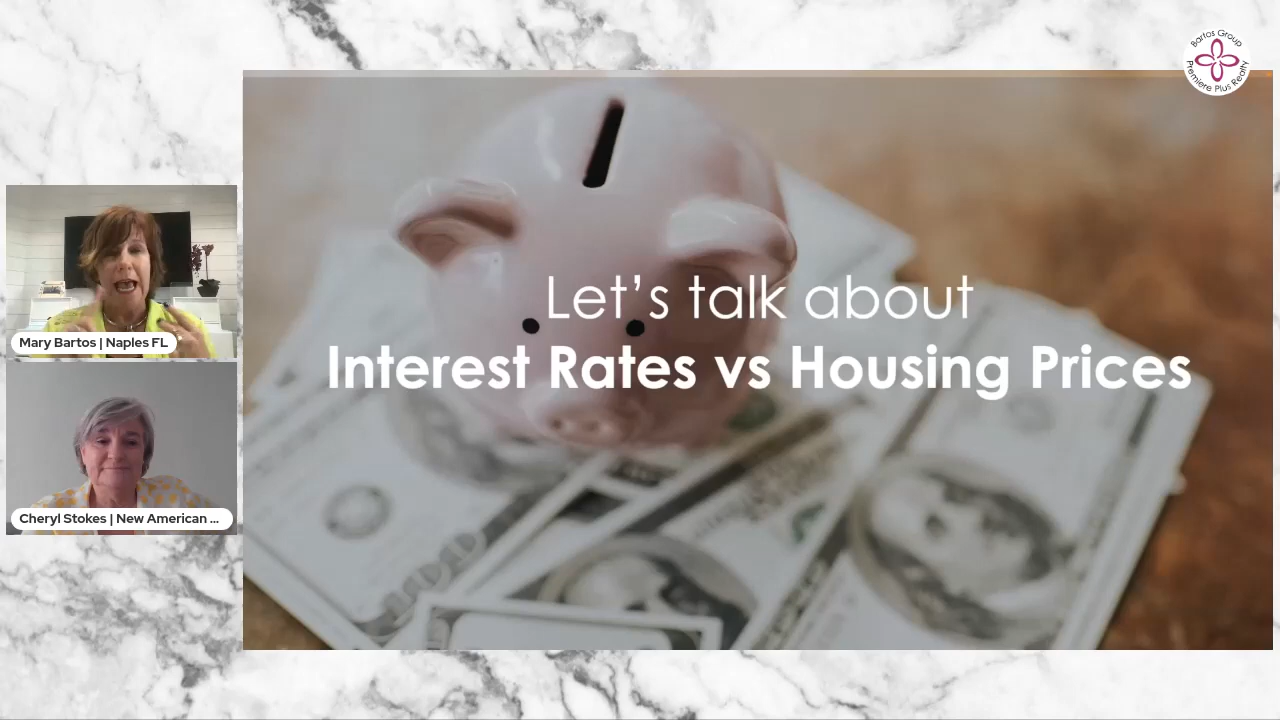 Bartos Group
Premiere Plus Realty
Let's talk about
Interest Rates vs Housing Prices
Mary Bartos | Naples FL
Cheryl Stokes | New American ...